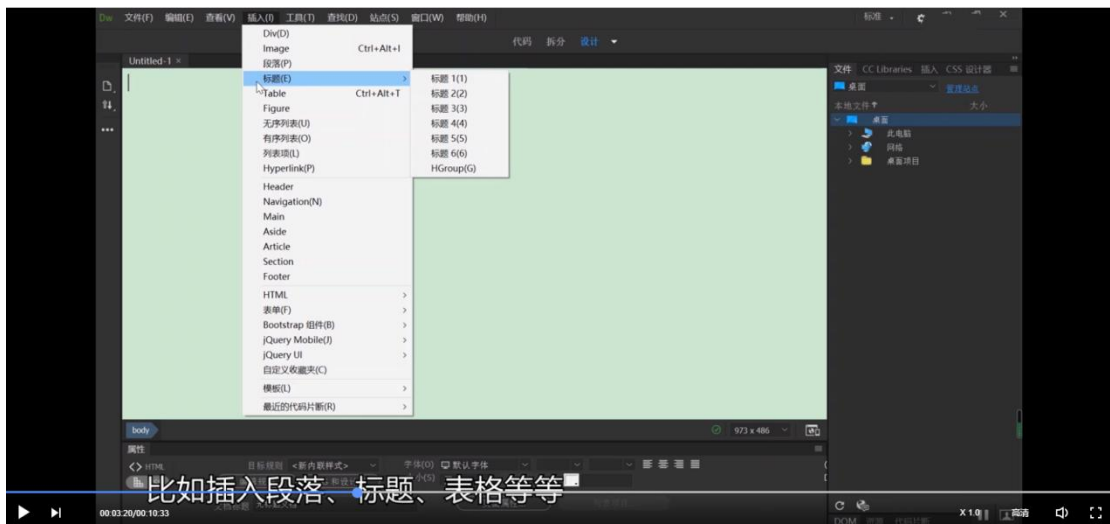 Dw 文件(F) 编辑(E) 查看(V) 插入(I) 工具(T) 查找(D) 站点(S) 窗口(W) 帮助(H) 标准
代码 拆分 设计
Untitled-1 ×
Div(D)
Image Ctrl+Alt+I
段落(P)
标题(E) >
Table Ctrl+Alt+T
Figure
无序列表(U)
有序列表(O)
列表项(L)
Hyperlink(P)
Header
Navigation(N)
Main
Aside
Article
Section
Footer
HTML >
表单(F) >
Bootstrap 组件(B) >
jQuery Mobile(J) >
jQuery UI >
自定义收藏夹(C)
模板(L) >
最近的代码片断(R) >
标题 1(1)
标题 2(2)
标题 3(3)
标题 4(4)
标题 5(5)
标题 6(6)
HGroup(G)
文件 CC Libraries 插入 CSS 设计器
桌面 管理站点
本地文件 大小
桌面
此电脑
网络
桌面项目
body 973 x 486
属性
<> HTML 目标规则 <新内联样式> 字体(O) 默认字体
比如插入段落、标题、表格等等
00:03:20/00:10:33 X 1.0 高清
DOM